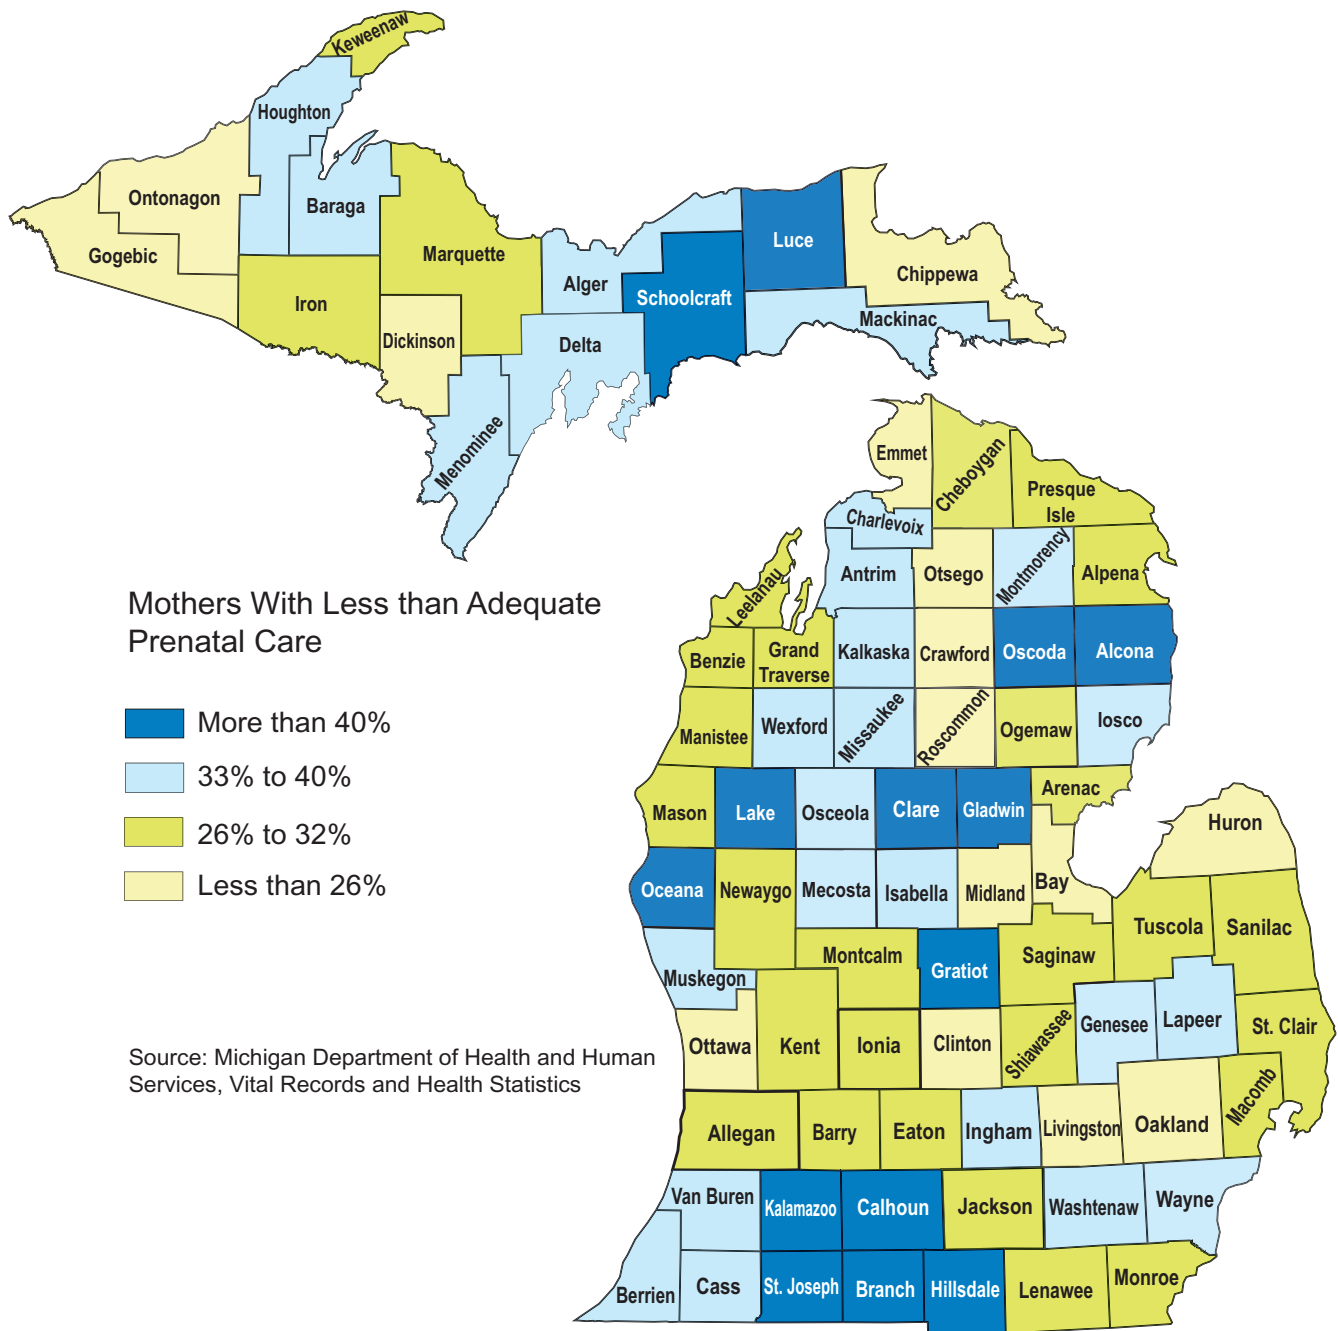 Keweenaw
Houghton
Ontonagon
Baraga
Gogebic
Marquette
Iron
Dickinson
Alger
Schoolcraft
Luce
Chippewa
Mackinac
Delta
Menominee
Emmet
Cheboygan
Presque
Isle
Charlevoix
Antrim
Otsego
Montmorency
Alpena
Leelanau
Benzie
Grand
Traverse
Kalkaska
Crawford
Oscoda
Alcona
Manistee
Wexford
Missaukee
Roscommon
Ogemaw
Iosco
Mothers With Less than Adequate
Prenatal Care
More than 40%
33% to 40%
26% to 32%
Less than 26%
Mason
Lake
Osceola
Clare
Gladwin
Arenac
Huron
Oceana
Newaygo
Mecosta
Isabella
Midland
Bay
Tuscola
Sanilac
Muskegon
Montcalm
Gratiot
Saginaw
Ottawa
Kent
Ionia
Clinton
Shiawassee
Genesee
Lapeer
St. Clair
Source: Michigan Department of Health and Human
Services, Vital Records and Health Statistics
Allegan
Barry
Eaton
Ingham
Livingston
Oakland
Macomb
Van Buren
Kalamazoo
Calhoun
Jackson
Washtenaw
Wayne
Berrien
Cass
St. Joseph
Branch
Hillsdale
Lenawee
Monroe